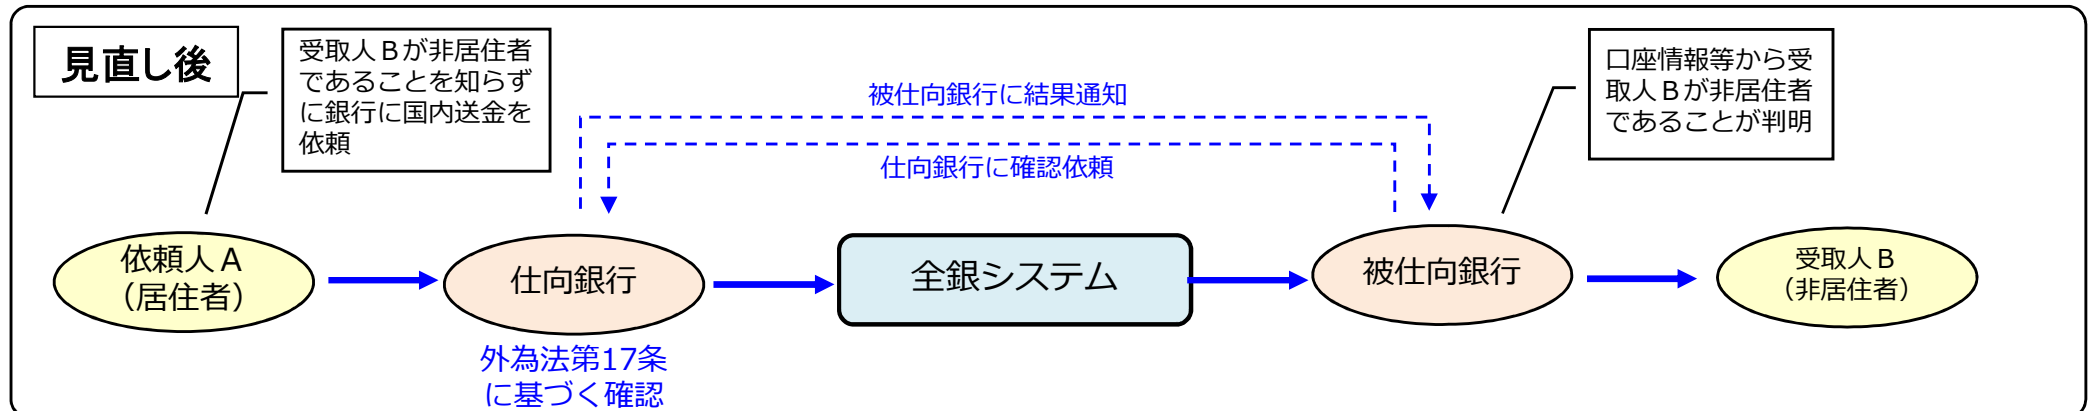 見直し後
受取人Ｂが非居住者
であることを知らず
に銀行に国内送金を
依頼
被仕向銀行に結果通知
仕向銀行に確認依頼
口座情報等から受
取人Ｂが非居住者
であることが判明
依頼人Ａ
（居住者）
仕向銀行
全銀システム
被仕向銀行
受取人Ｂ
（非居住者）
外為法第17条
に基づく確認